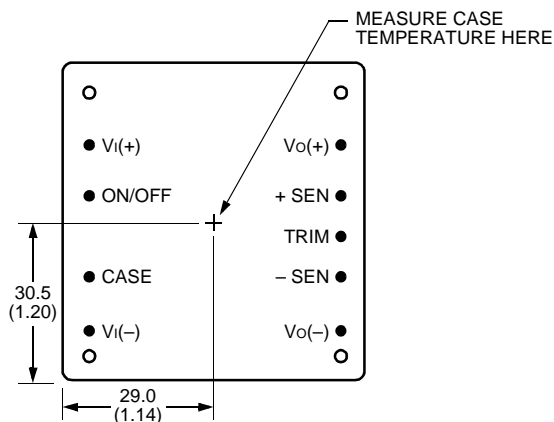 MEASURE CASE
TEMPERATURE HERE
VI(+)
VO(+)
ON/OFF
+ SEN
TRIM
CASE
– SEN
30.5
(1.20)
VI(–)
VO(–)
29.0
(1.14)